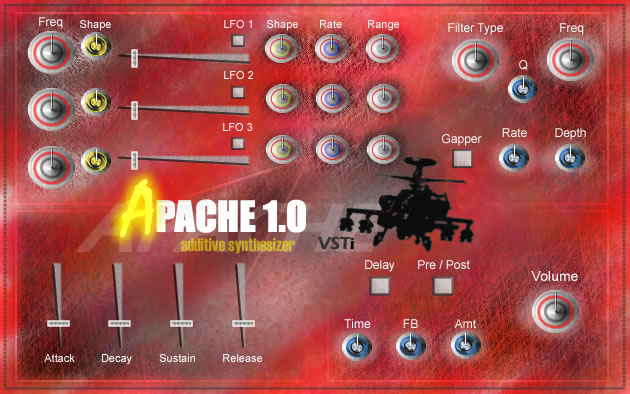 Freq Shape LFO 1 Shape Rate Range Filter Type Freq
Q
LFO 2
LFO 3
Gapper Rate Depth
APACHE 1.0
additive synthesizer VSTi
Delay Pre / Post
Volume
Time FB Amt
Attack Decay Sustain Release